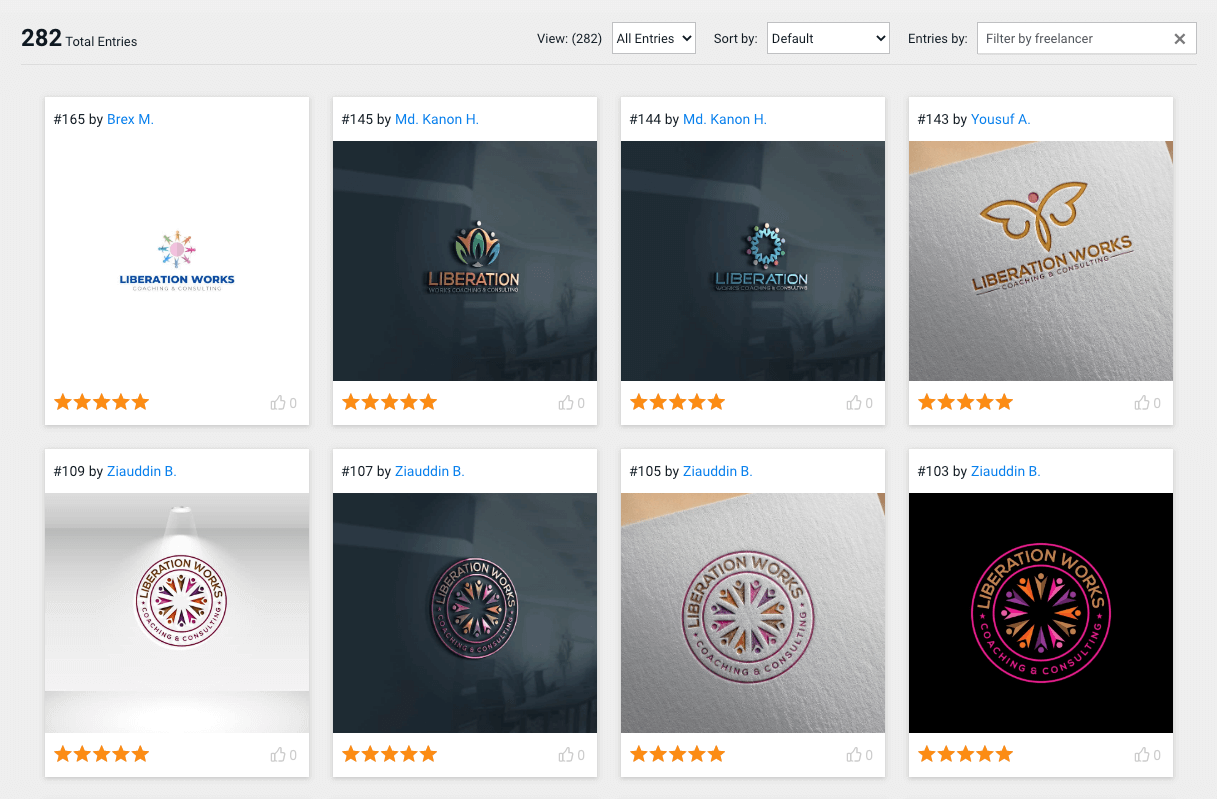 282 Total Entries
View: (282) All Entries Sort by: Default Entries by: Filter by freelancer
#165 by Brex M.
LIBERATION WORKS
COACHING & CONSULTING
0
#145 by Md. Kanon H.
LIBERATION
WORKS COACHING & CONSULTING
0
#144 by Md. Kanon H.
LIBERATION
WORKS COACHING & CONSULTING
0
#143 by Yousuf A.
LIBERATION WORKS
COACHING & CONSULTING
0
#109 by Ziauddin B.
LIBERATION WORKS
COACHING & CONSULTING
0
#107 by Ziauddin B.
LIBERATION WORKS
COACHING & CONSULTING
0
#105 by Ziauddin B.
LIBERATION WORKS
COACHING & CONSULTING
0
#103 by Ziauddin B.
LIBERATION WORKS
COACHING & CONSULTING
0